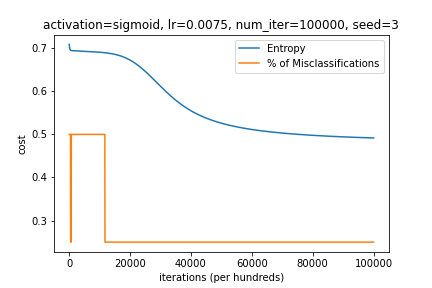 activation=sigmoid, lr=0.0075, num_iter=100000, seed=3
Entropy
% of Misclassifications
cost
0.7
0.6
0.5
0.4
0.3
0 20000 40000 60000 80000 100000
iterations (per hundreds)